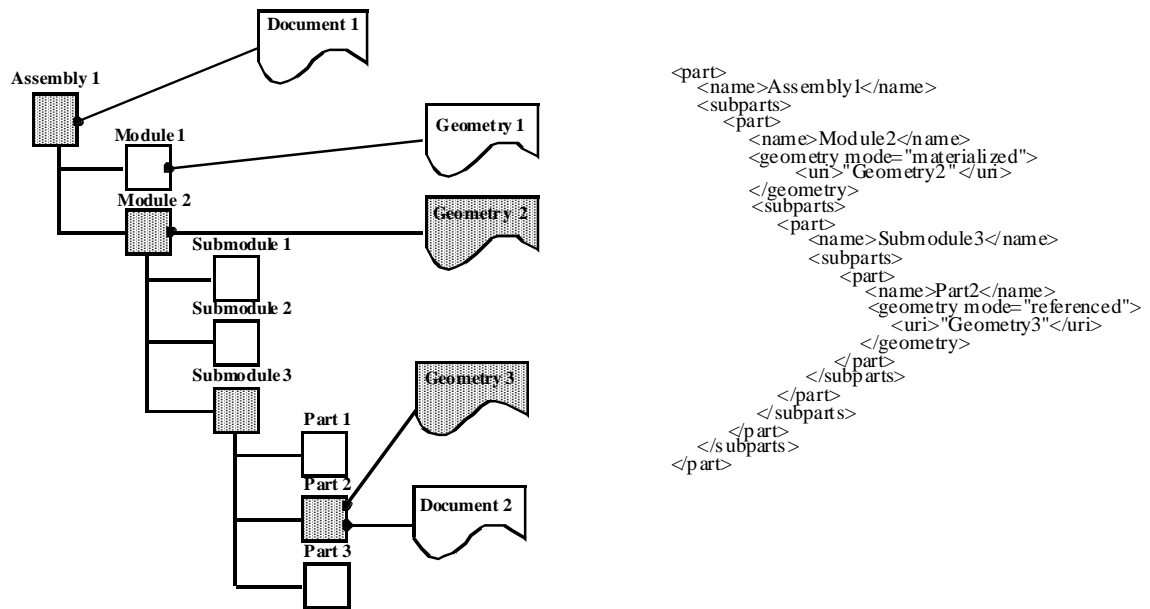 Document 1
Assembly 1
Module 1
Geometry 1
Module 2
Geometry 2
Submodule 1
Submodule 2
Submodule 3
Geometry 3
Part 1
Part 2
Document 2
Part 3
<part>
<name>Assembly1</name>
<subparts>
<part>
<name>Module2</name>
<geometry mode="materialized">
<uri>"Geometry2"</uri>
</geometry>
<subparts>
<part>
<name>Submodule3</name>
<subparts>
<part>
<name>Part2</name>
<geometry mode="referenced">
<uri>"Geometry3"</uri>
</geometry>
</part>
</subparts>
</part>
</subparts>
</part>
</subparts>
</part>